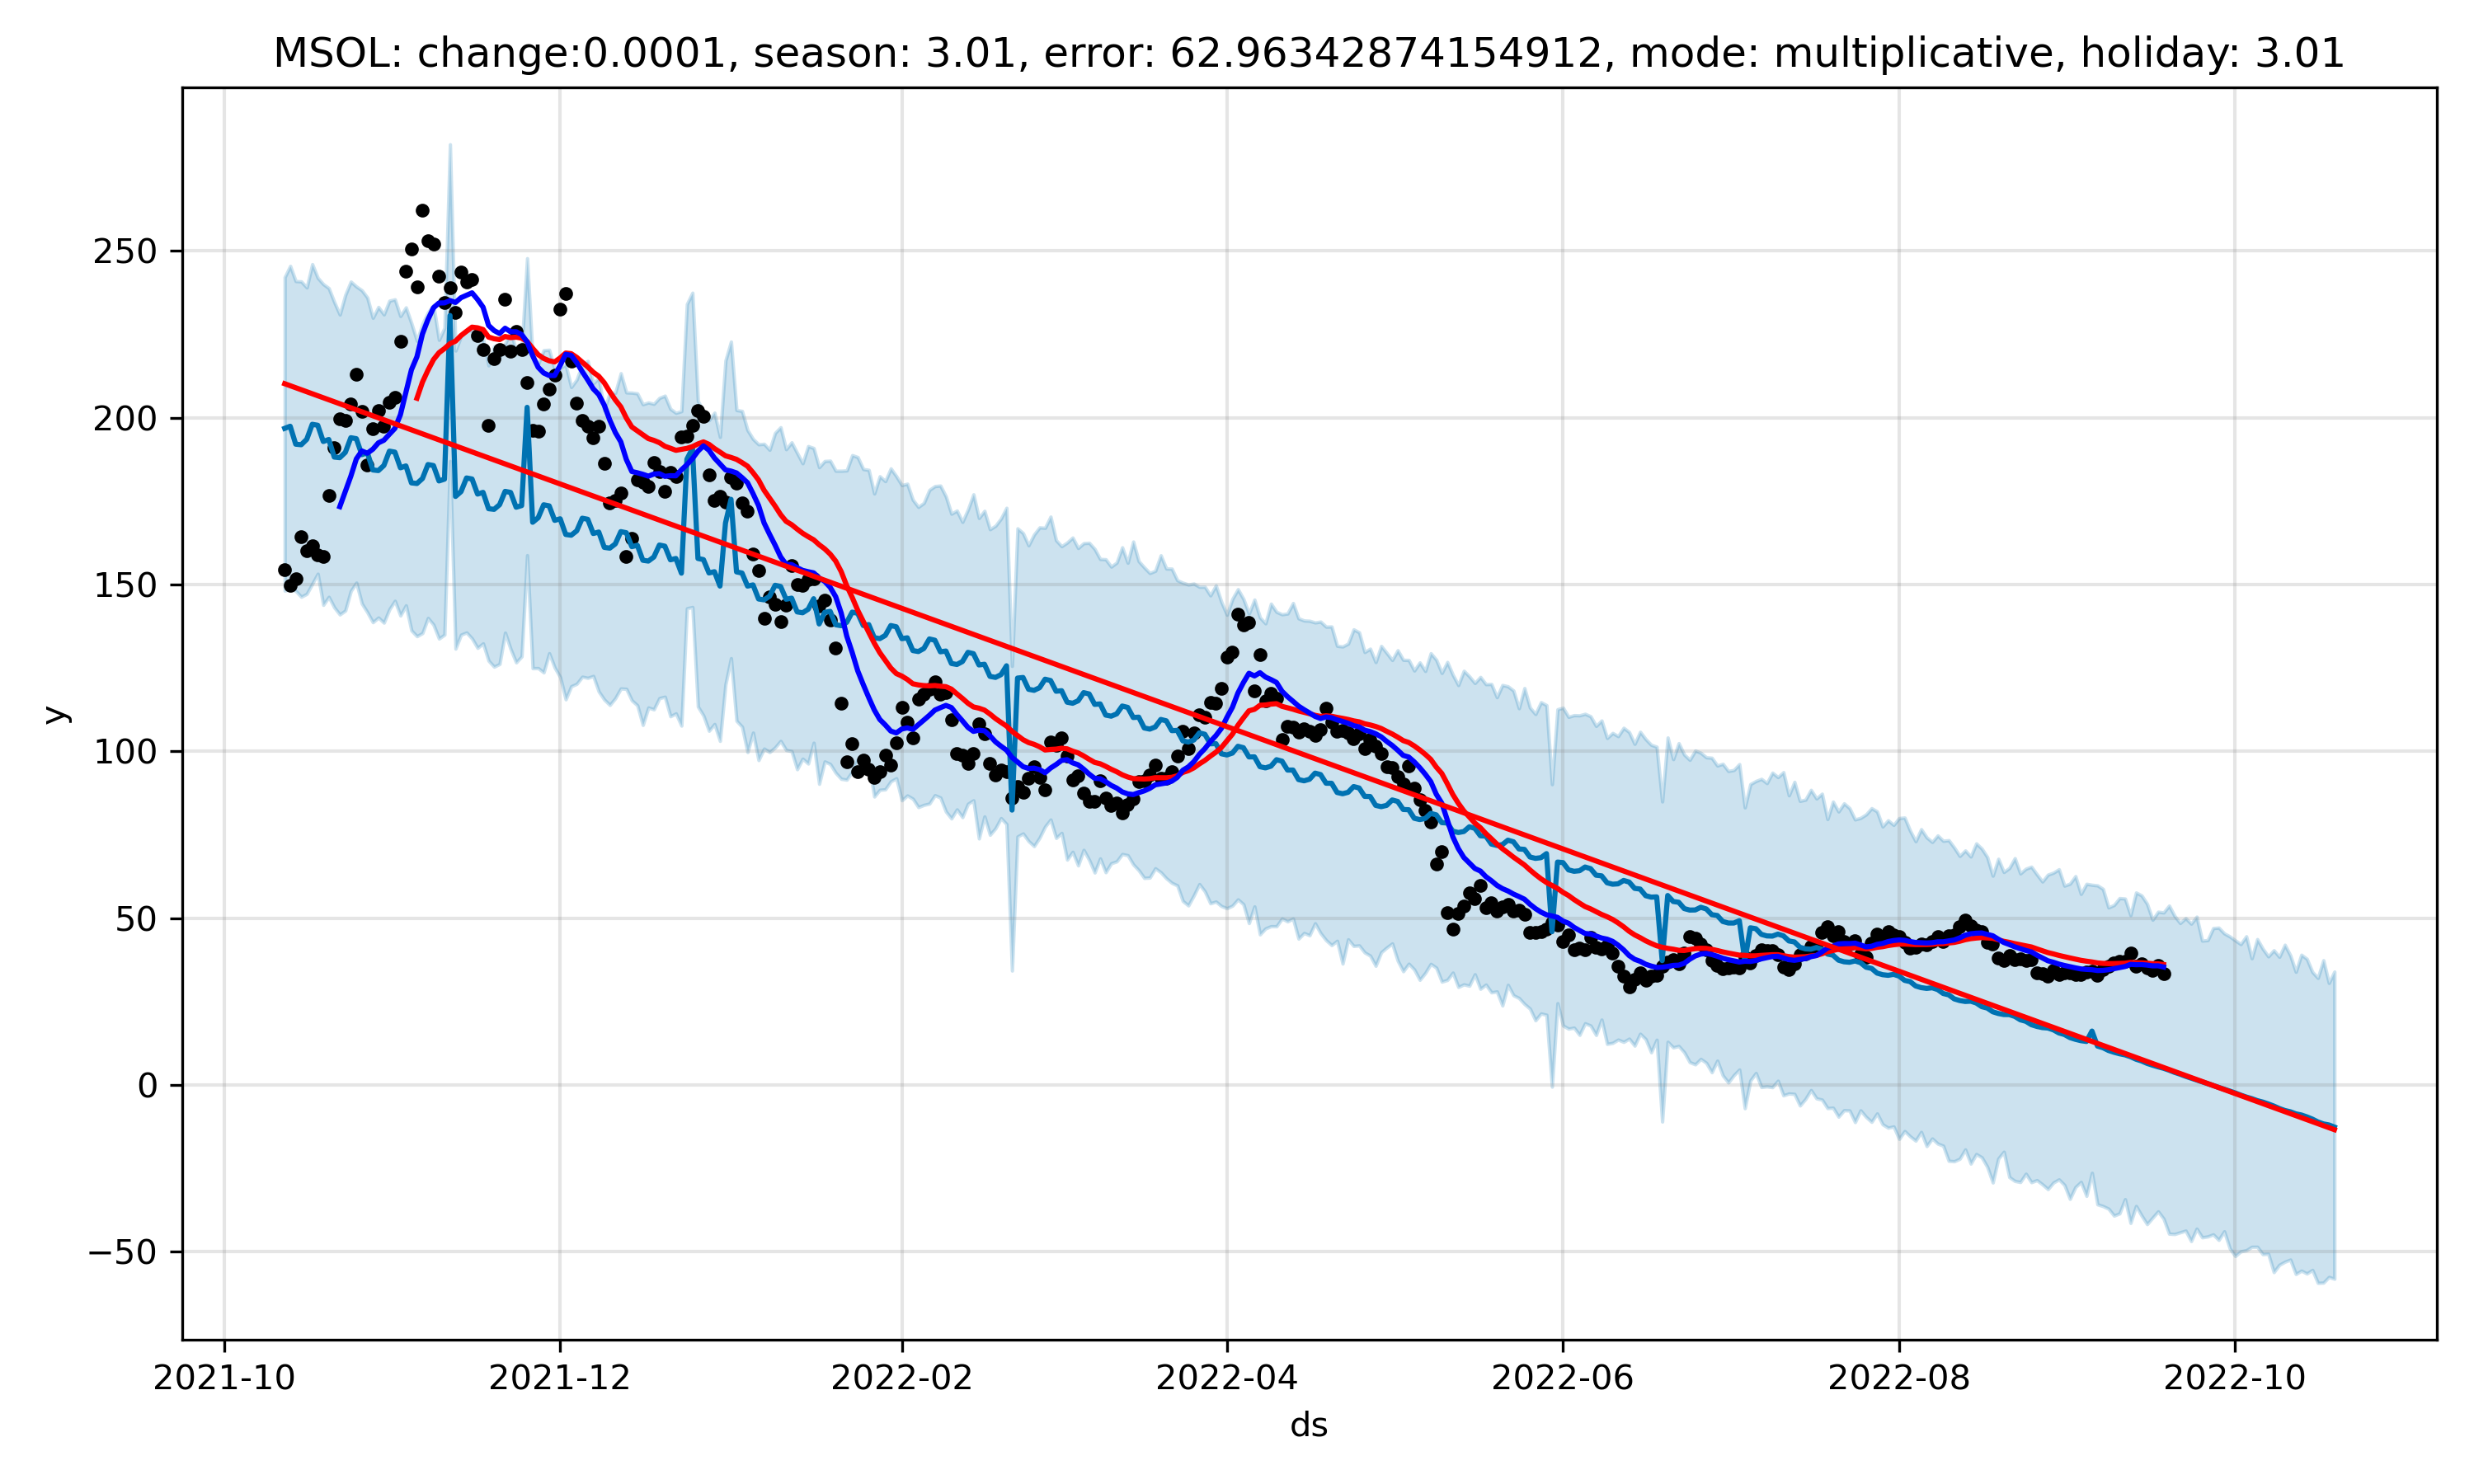 MSOL: change:0.0001, season: 3.01, error: 62.96342874154912, mode: multiplicative, holiday: 3.01
y
250
200
150
100
50
0
−50
2021-10 2021-12 2022-02 2022-04 2022-06 2022-08 2022-10
ds